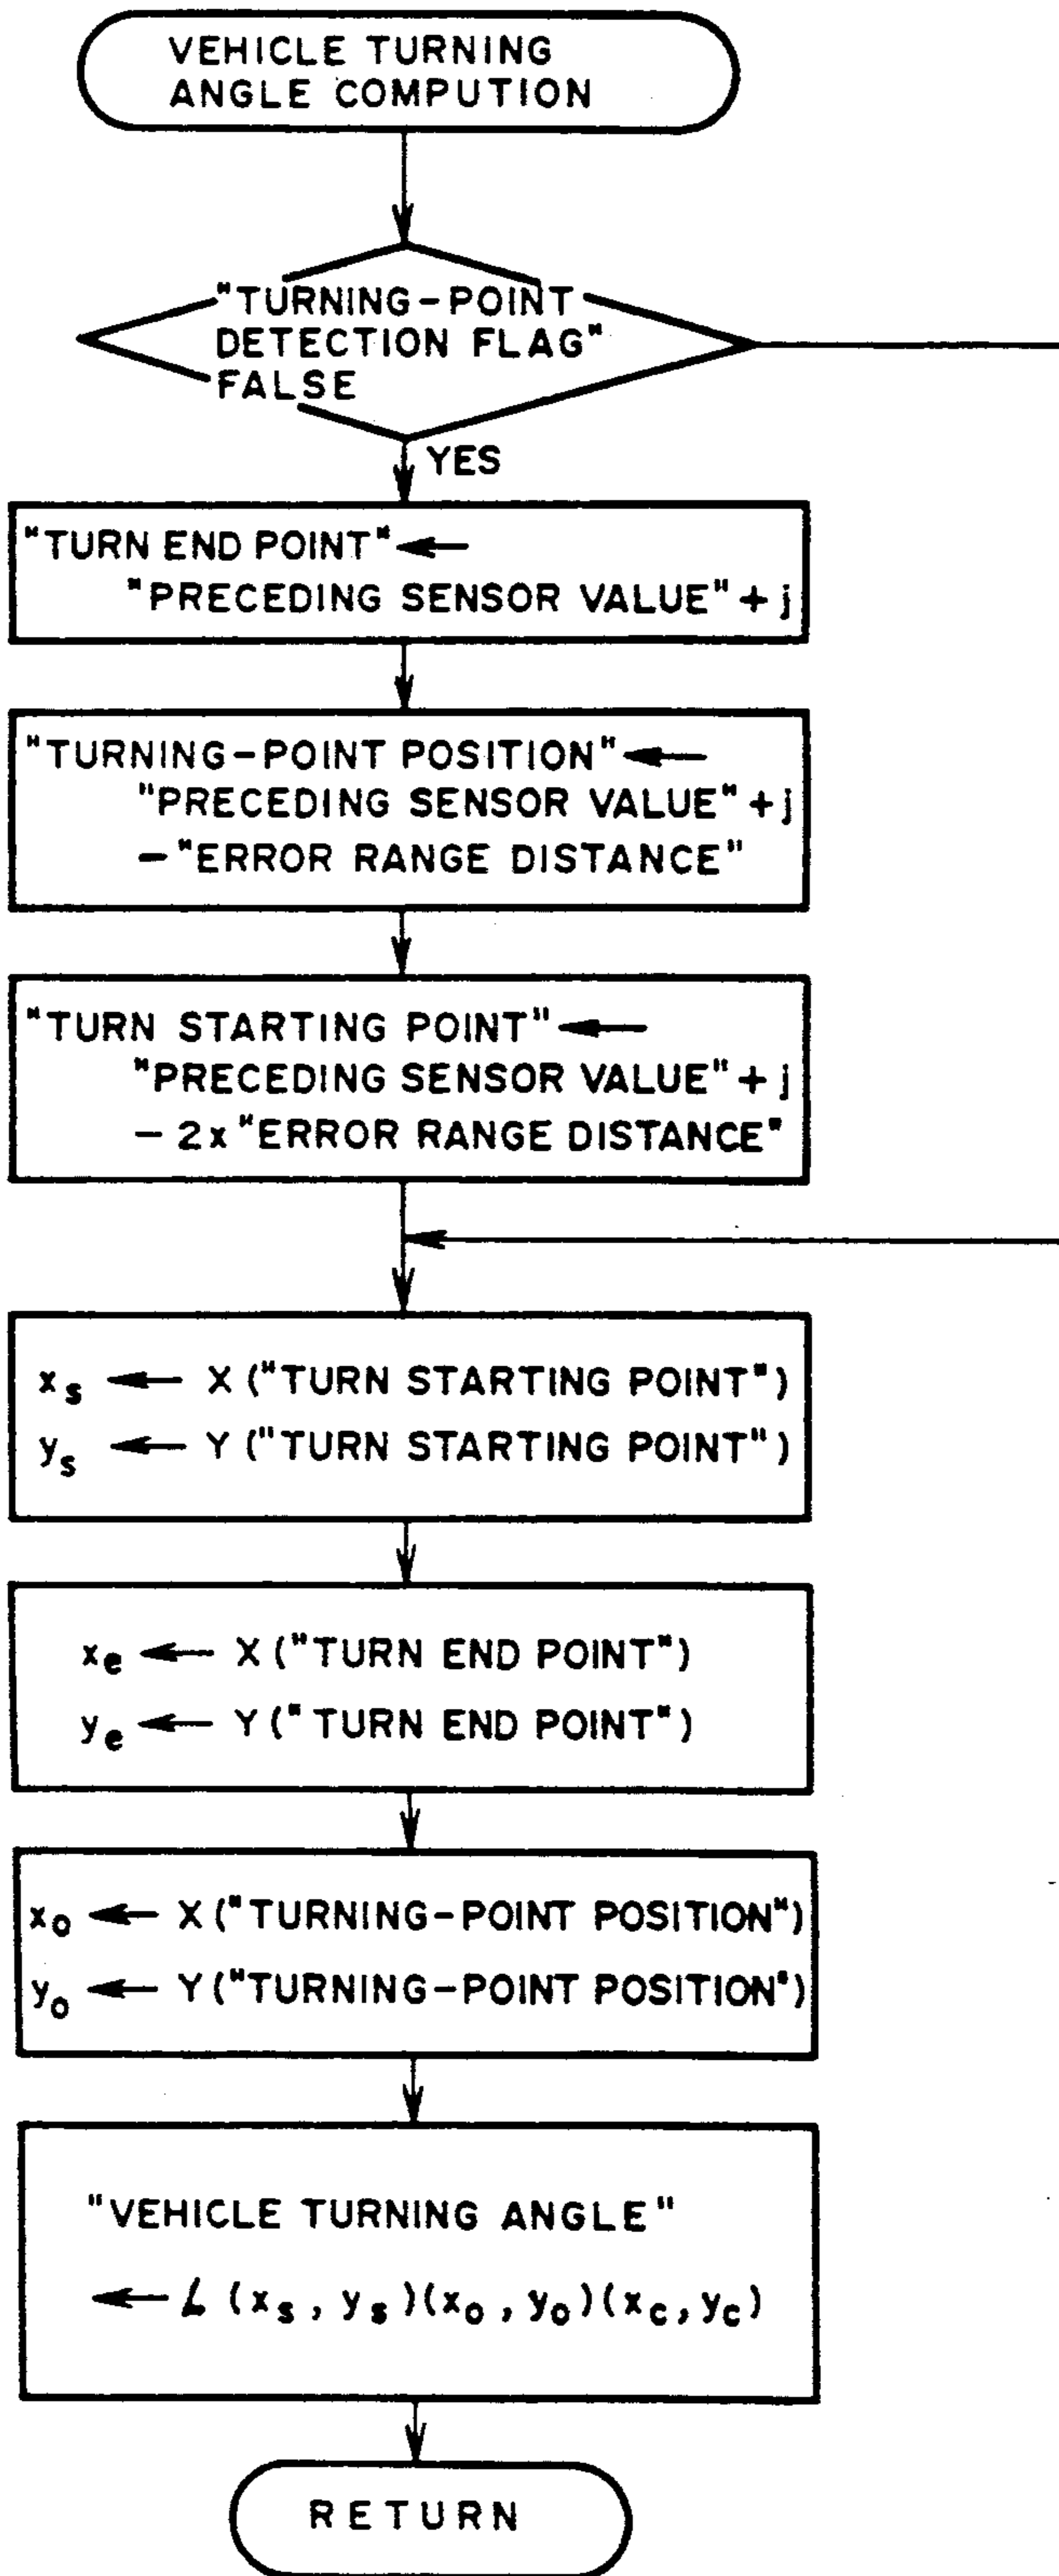 VEHICLE TURNING
ANGLE COMPUTION
"TURNING-POINT
DETECTION FLAG"
FALSE
YES
"TURN END POINT" ←
"PRECEDING SENSOR VALUE" + j
"TURNING-POINT POSITION" ←
"PRECEDING SENSOR VALUE" + j
- "ERROR RANGE DISTANCE"
"TURN STARTING POINT" ←
"PRECEDING SENSOR VALUE" + j
- 2x "ERROR RANGE DISTANCE"
xs ← X ("TURN STARTING POINT")
ys ← Y ("TURN STARTING POINT")
xe ← X ("TURN END POINT")
ye ← Y ("TURN END POINT")
xo ← X ("TURNING-POINT POSITION")
yo ← Y ("TURNING-POINT POSITION")
"VEHICLE TURNING ANGLE"
← ∠ (xs, ys)(xo, yo)(xc, yc)
RETURN